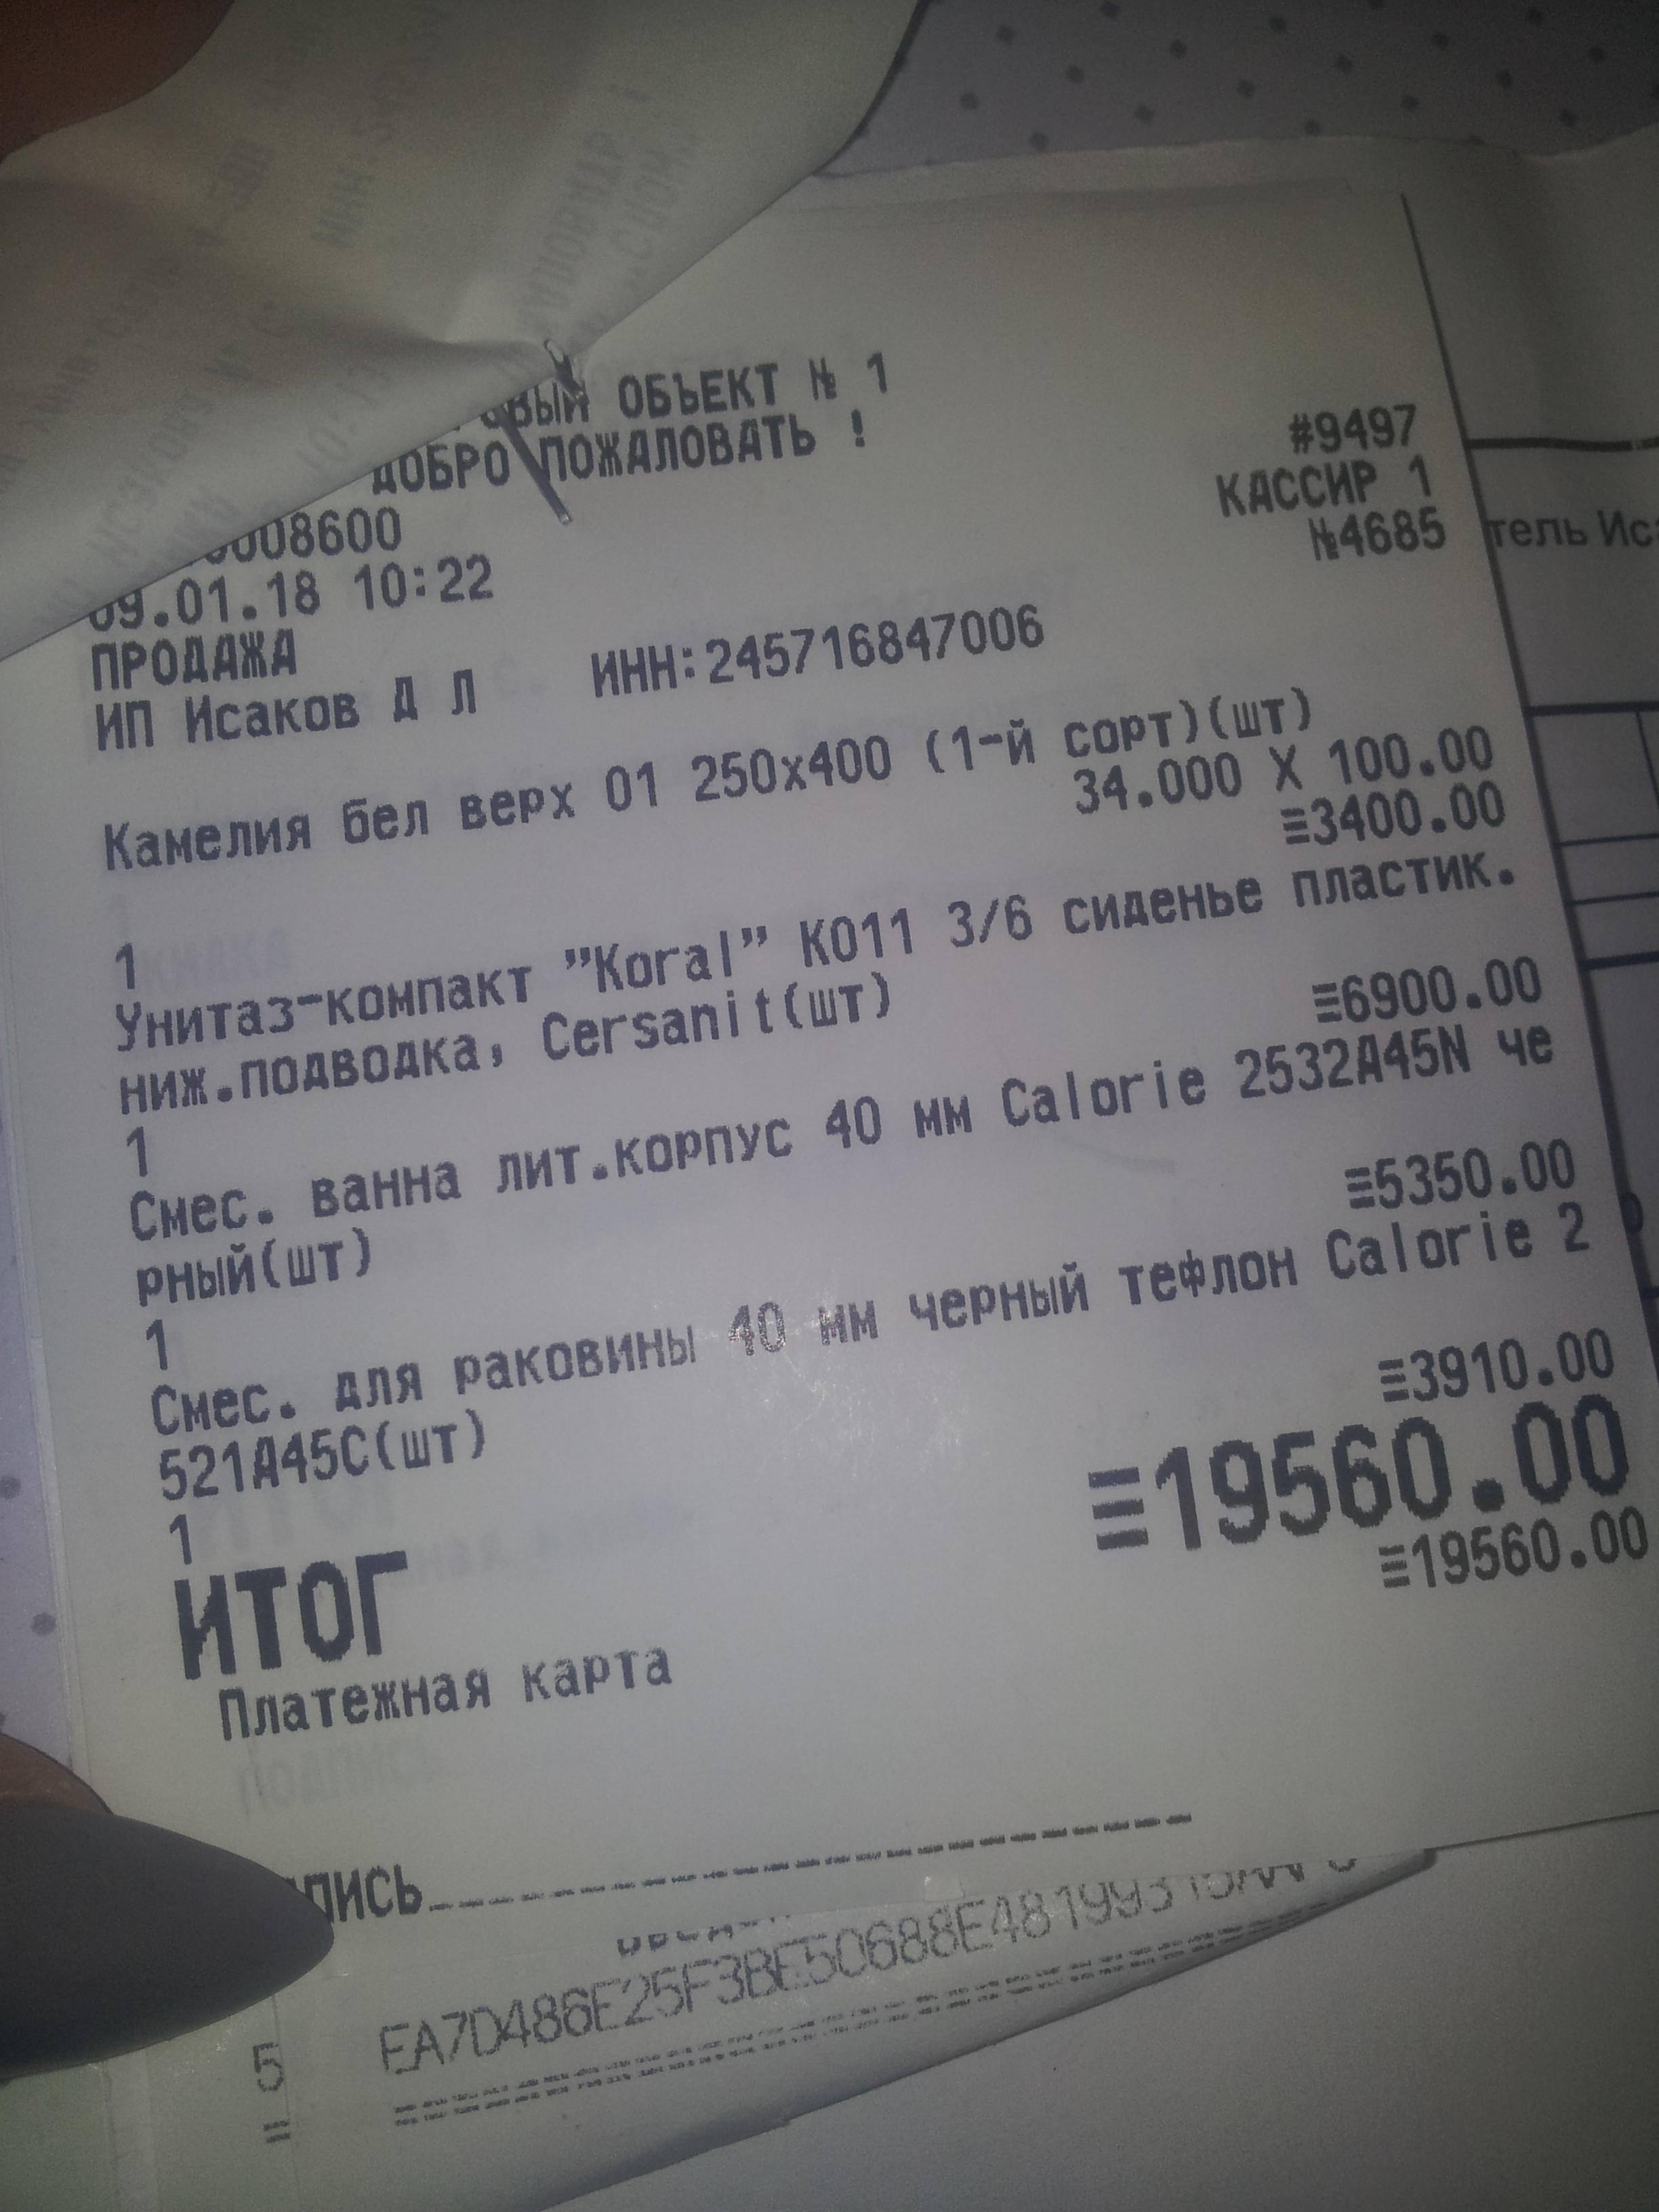 ОБЪЕКТ № 1
ДОБРО ПОЖАЛОВАТЬ !
#9497
008600
КАССИР 1
09.01.18 10:22
№4685
ПРОДАЖА
ИП Исаков Д Л ИНН:245716847006
Камелия бел верх 01 250х400 (1-й сорт)(шт)
34.000 X 100.00
1 ≡3400.00
Унитаз-компакт "Koral" K011 3/6 сиденье пластик.
ниж.подводка, Cersanit(шт)
1 ≡6900.00
Смес. ванна лит.корпус 40 мм Calorie 2532A45N че
рный(шт)
1 ≡5350.00
Смес. для раковины 40 мм черный тефлон Calorie 2
521A45C(шт)
1 ≡3910.00
ИТОГ ≡19560.00
Платежная карта ≡19560.00
5 EA7D486E25F3BE50688E48199315